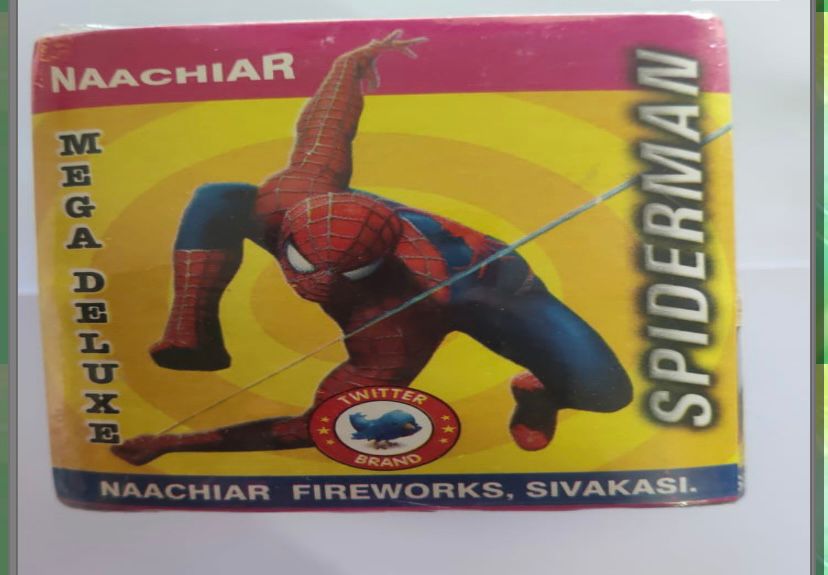 NAACHIAR
MEGA DELUXE
SPIDERMAN
TWITTER
BRAND
NAACHIAR FIREWORKS, SIVAKASI.